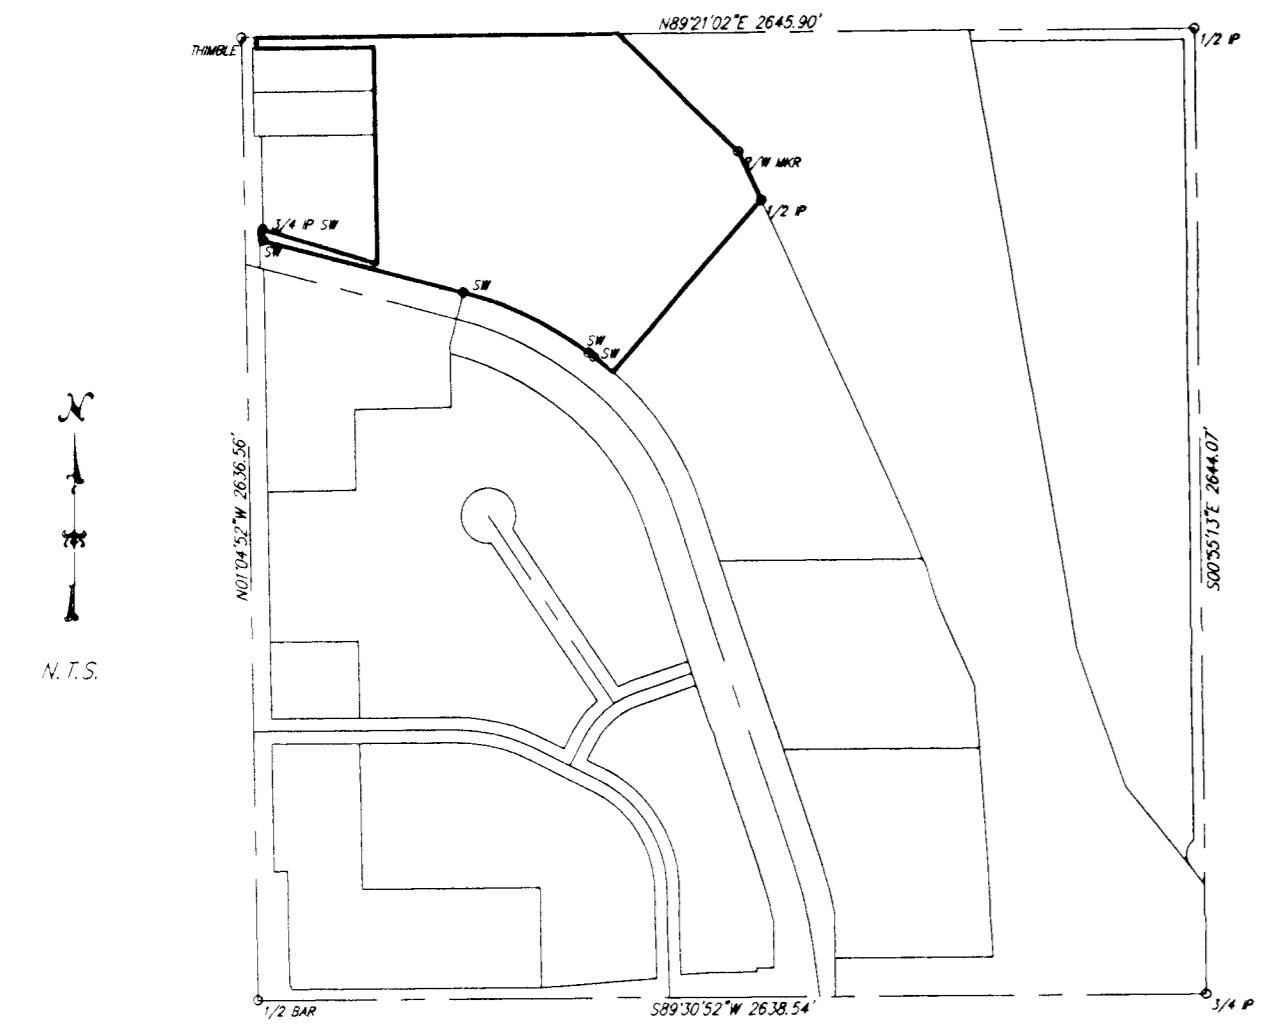 N89°21'02"E 2645.90'
THIMBLE
1/2 IP
R/W MKR
1/2 IP
3/4 IP SW
SW
SW
SW
SW
N
N01°04'52"W 2636.56'
S00°55'13"E 2644.07'
N.T.S.
1/2 BAR
S89°30'52"W 2638.54'
3/4 IP